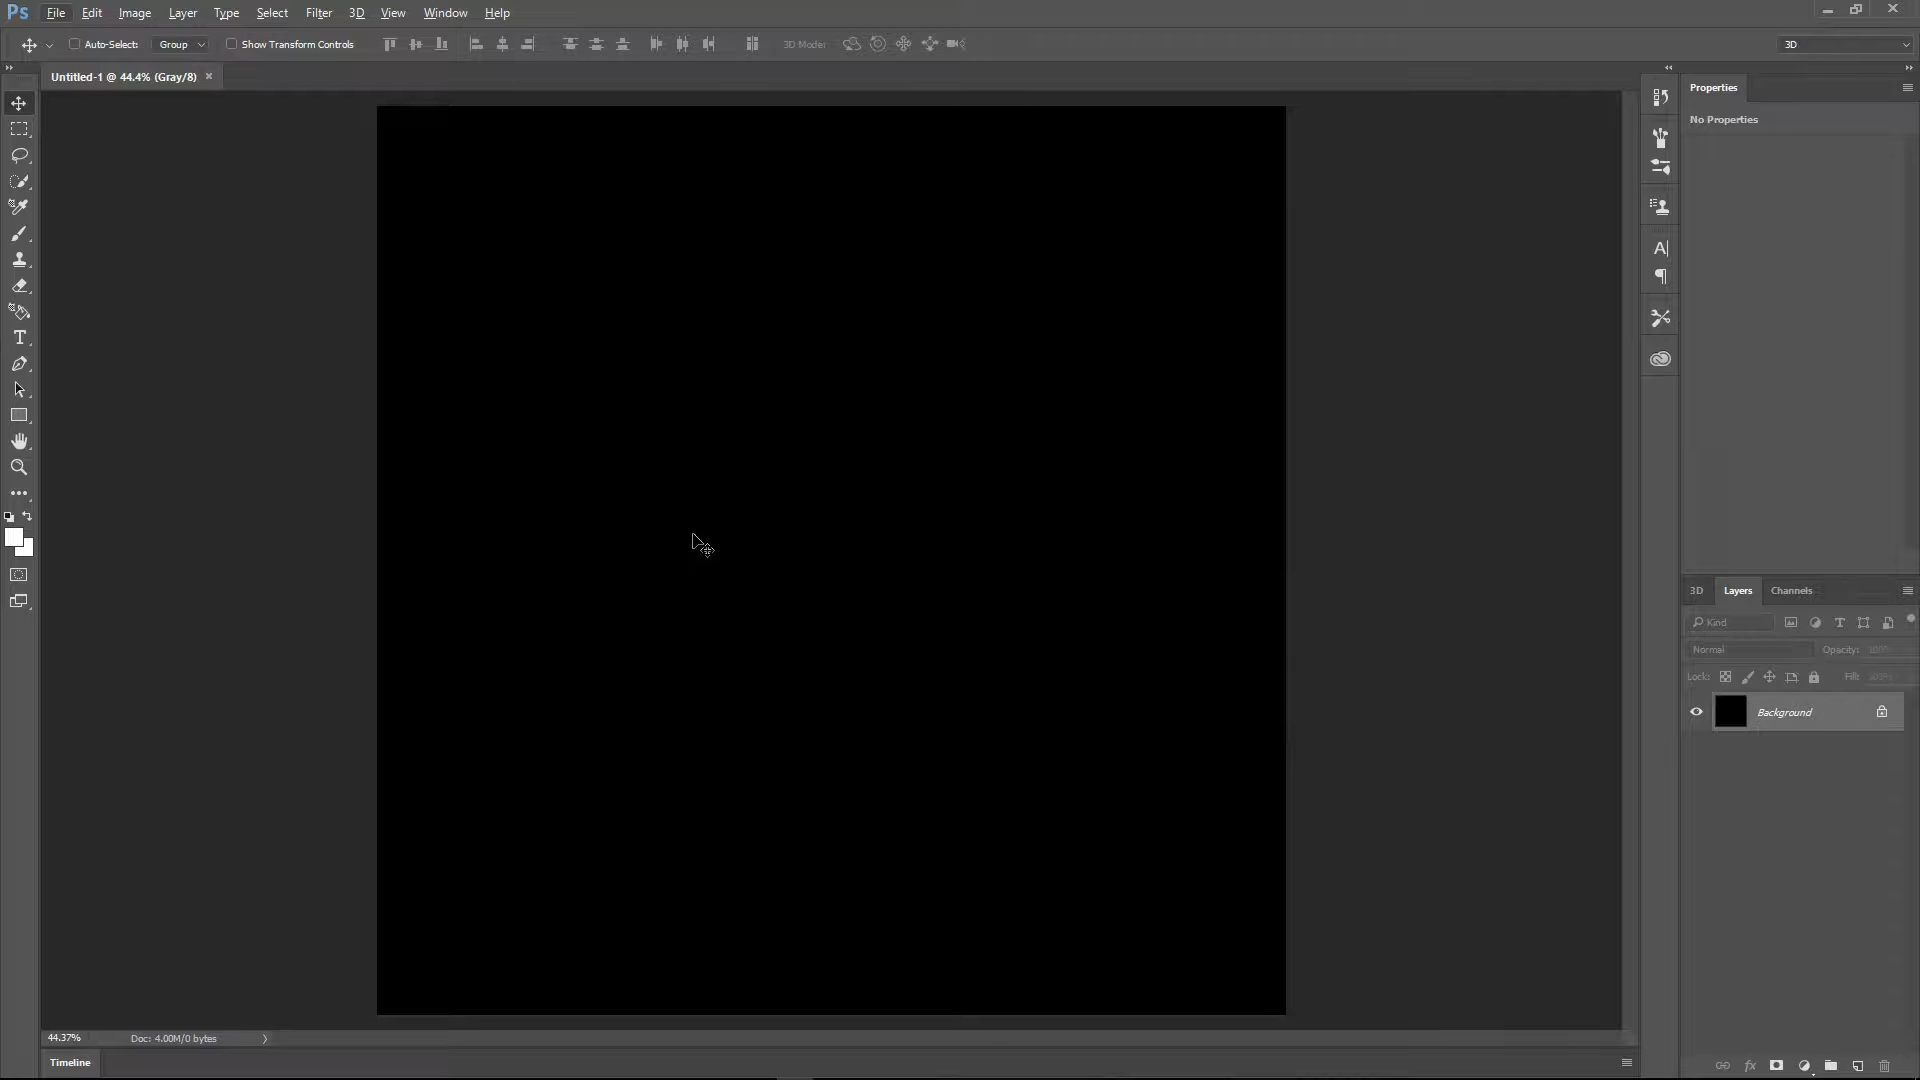 Ps File Edit Image Layer Type Select Filter 3D View Window Help
Auto-Select: Group Show Transform Controls 3D Mode: 3D
Untitled-1 @ 44.4% (Gray/8) ×
Properties
No Properties
3D Layers Channels
Kind
Normal Opacity: 100%
Lock: Fill: 100%
Background
44.37% Doc: 4.00M/0 bytes
Timeline